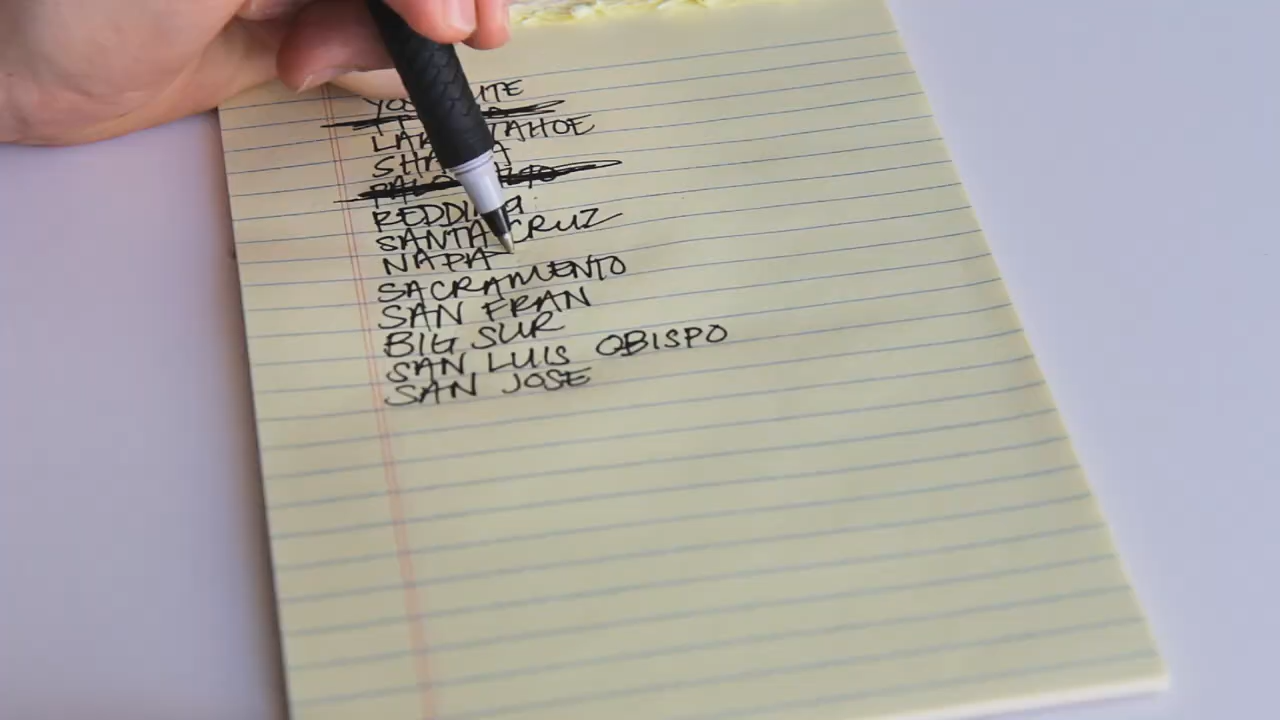 LAKE TAHOE
REDDING
SANTA CRUZ
NAPA
SACRAMENTO
SAN FRAN
BIG SUR
SAN LUIS OBISPO
SAN JOSE